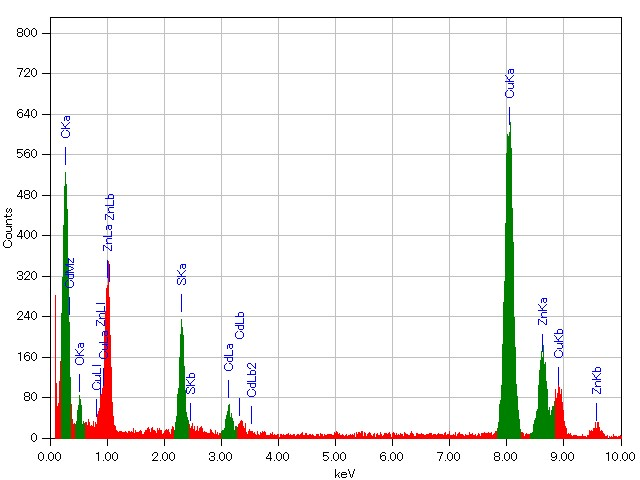 800
720
640
560
480
400
320
240
160
80
0
Counts
CKa
CdMz
OKa
CuLl
CuLa ZnLl
ZnLa ZnLb
SKa
SKb
CdLa
CdLb
CdLb2
CuKa
ZnKa
CuKb
ZnKb
0.00 1.00 2.00 3.00 4.00 5.00 6.00 7.00 8.00 9.00 10.00
keV